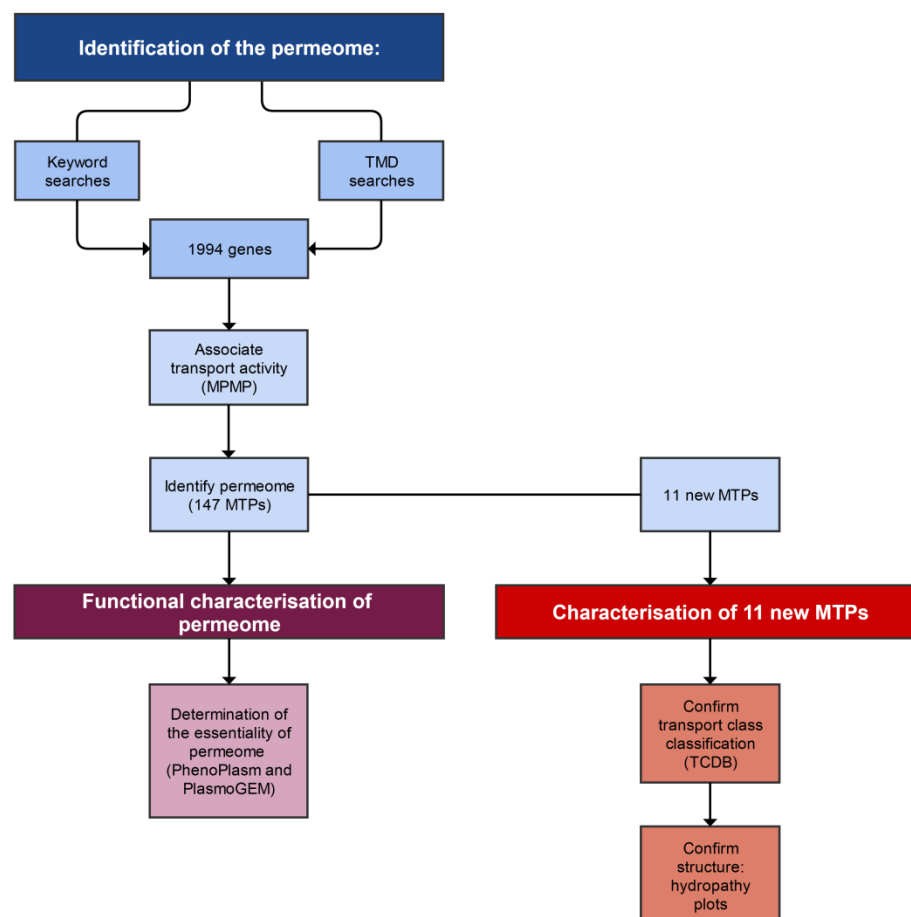 Identification of the permeome:
Keyword
searches
TMD
searches
1994 genes
Associate
transport activity
(MPMP)
Identify permeome
(147 MTPs)
11 new MTPs
Functional characterisation of
permeome
Characterisation of 11 new MTPs
Determination of
the essentiality of
permeome
(PhenoPlasm and
PlasmoGEM)
Confirm
transport class
classification
(TCDB)
Confirm
structure:
hydropathy
plots